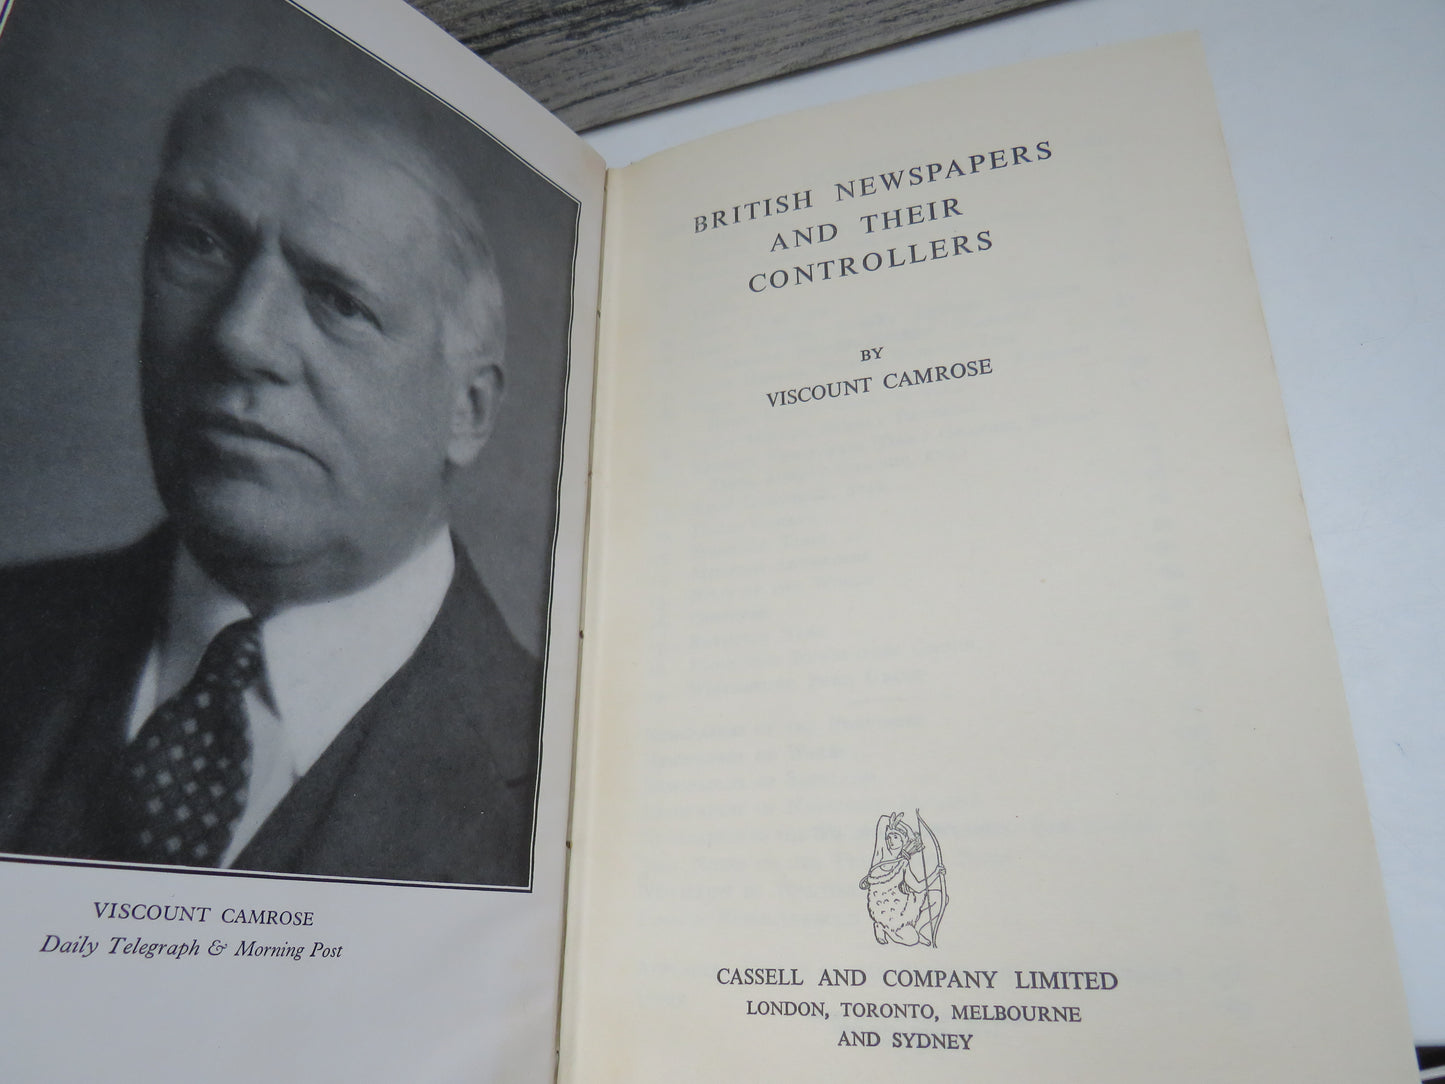 VISCOUNT CAMROSE
Daily Telegraph & Morning Post
BRITISH NEWSPAPERS
AND THEIR
CONTROLLERS
BY
VISCOUNT CAMROSE
CASSELL AND COMPANY LIMITED
LONDON, TORONTO, MELBOURNE
AND SYDNEY